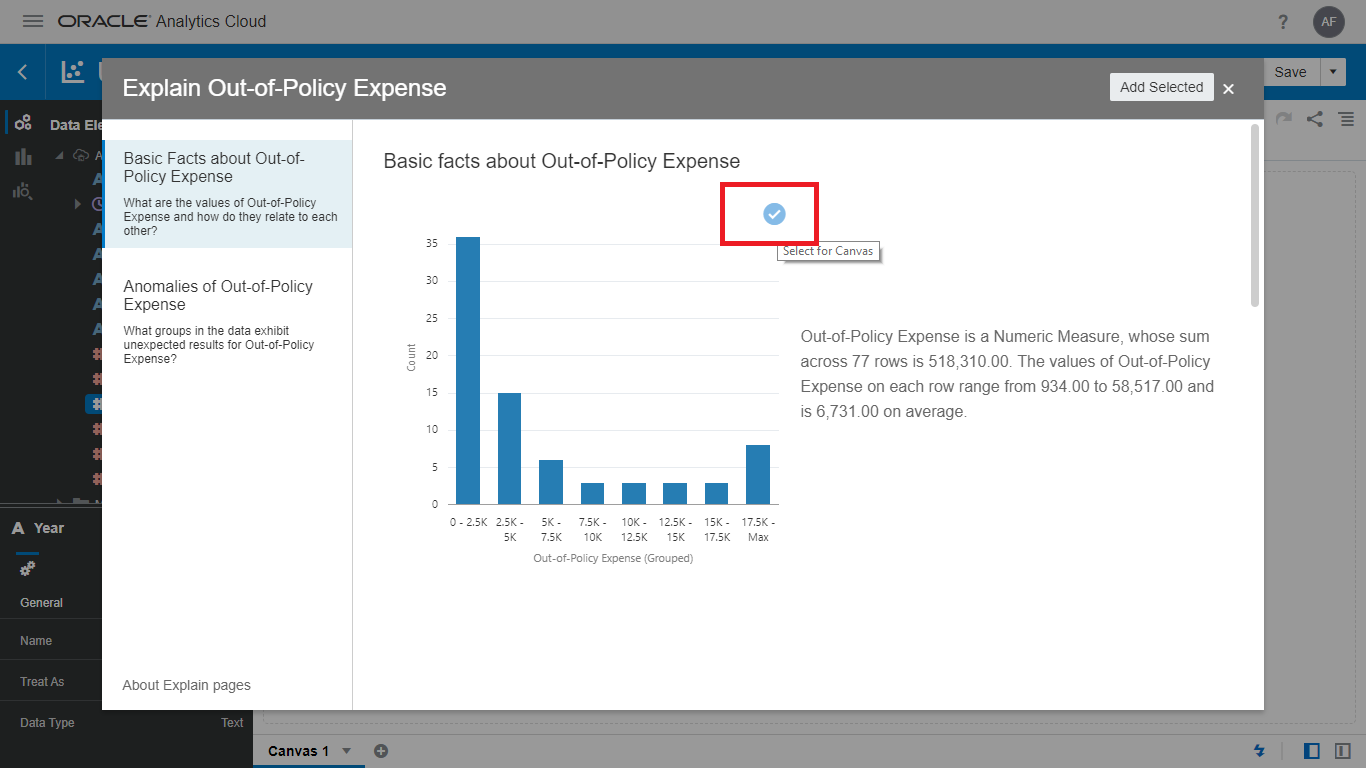 ORACLE Analytics Cloud
?
AF
Save
Explain Out-of-Policy Expense
Add Selected
Data Ele
A
Basic Facts about Out-of-
Policy Expense
What are the values of Out-of-Policy
Expense and how do they relate to each
other?
Anomalies of Out-of-Policy
Expense
What groups in the data exhibit
unexpected results for Out-of-Policy
Expense?
About Explain pages
Basic facts about Out-of-Policy Expense
Select for Canvas
Count
35
30
25
20
15
10
5
0
0 - 2.5K
2.5K -
5K
5K -
7.5K
7.5K -
10K
10K -
12.5K
12.5K -
15K
15K -
17.5K
17.5K -
Max
Out-of-Policy Expense (Grouped)
Out-of-Policy Expense is a Numeric Measure, whose sum
across 77 rows is 518,310.00. The values of Out-of-Policy
Expense on each row range from 934.00 to 58,517.00 and
is 6,731.00 on average.
A Year
General
Name
Treat As
Data Type Text
Canvas 1